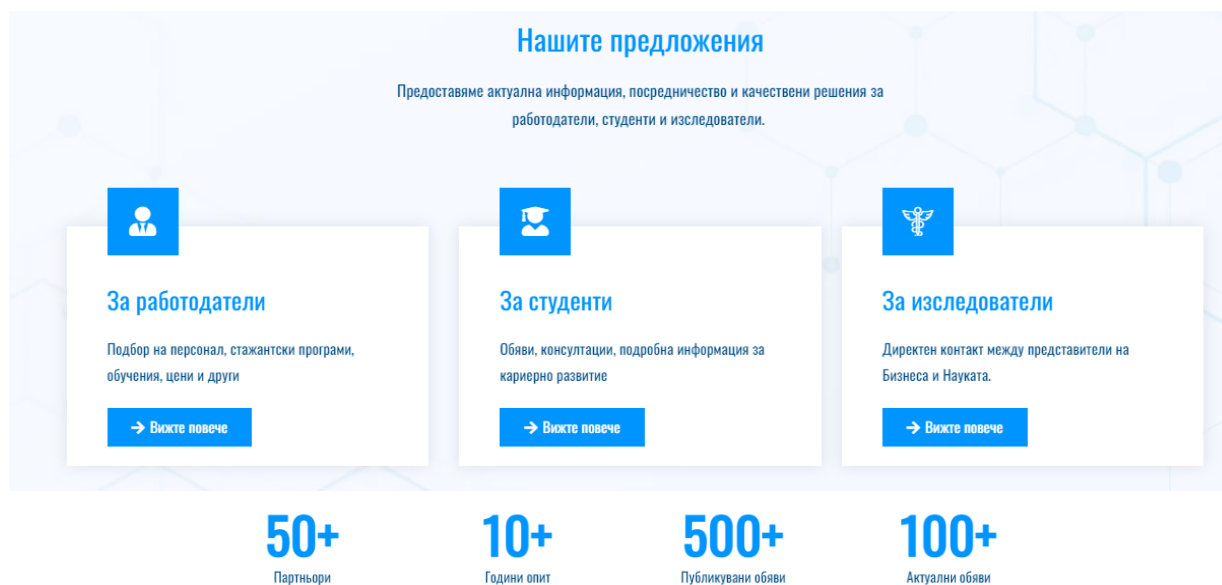 Нашите предложения
Предоставяме актуална информация, посредничество и качествени решения за
работодатели, студенти и изследователи.
За работодатели
Подбор на персонал, стажантски програми,
обучения, цени и други
Вижте повече
За студенти
Обяви, консултации, подробна информация за
кариерно развитие
Вижте повече
За изследователи
Директен контакт между представители на
Бизнеса и Науката.
Вижте повече
50+
Партньори
10+
Години опит
500+
Публикувани обяви
100+
Актуални обяви